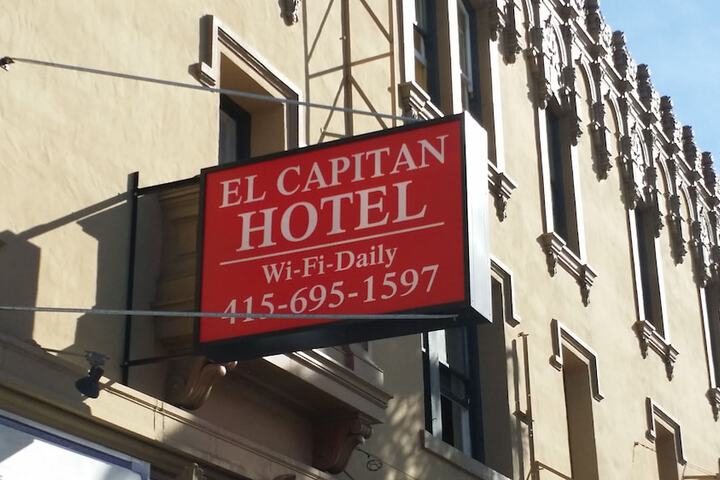 EL CAPITAN
HOTEL
Wi-Fi-Daily
415-695-1597